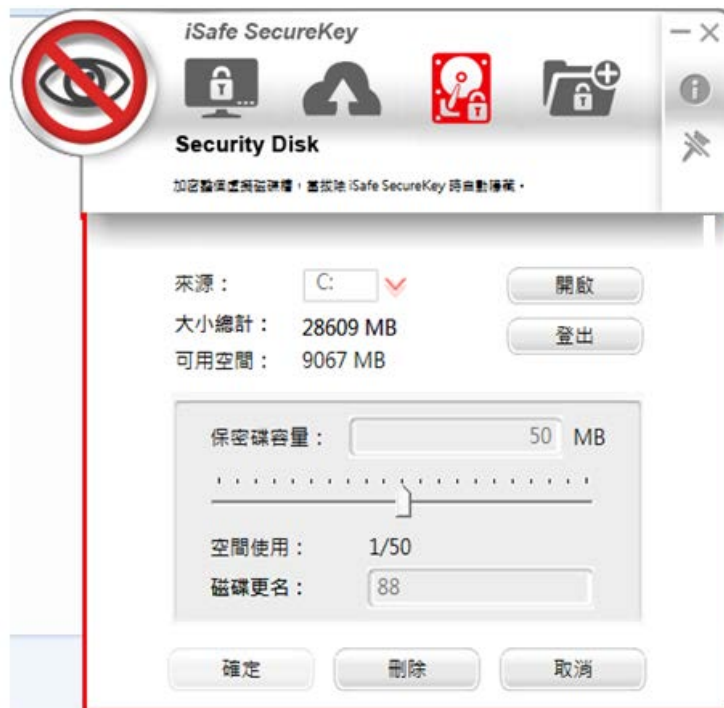 iSafe SecureKey
Security Disk
加密整個虛擬磁碟檔，當拔除 iSafe SecureKey 時自動隱藏。
來源： C: 開啟
大小總計： 28609 MB 登出
可用空間： 9067 MB
保密碟容量： 50 MB
空間使用： 1/50
磁碟更名： 88
確定 刪除 取消